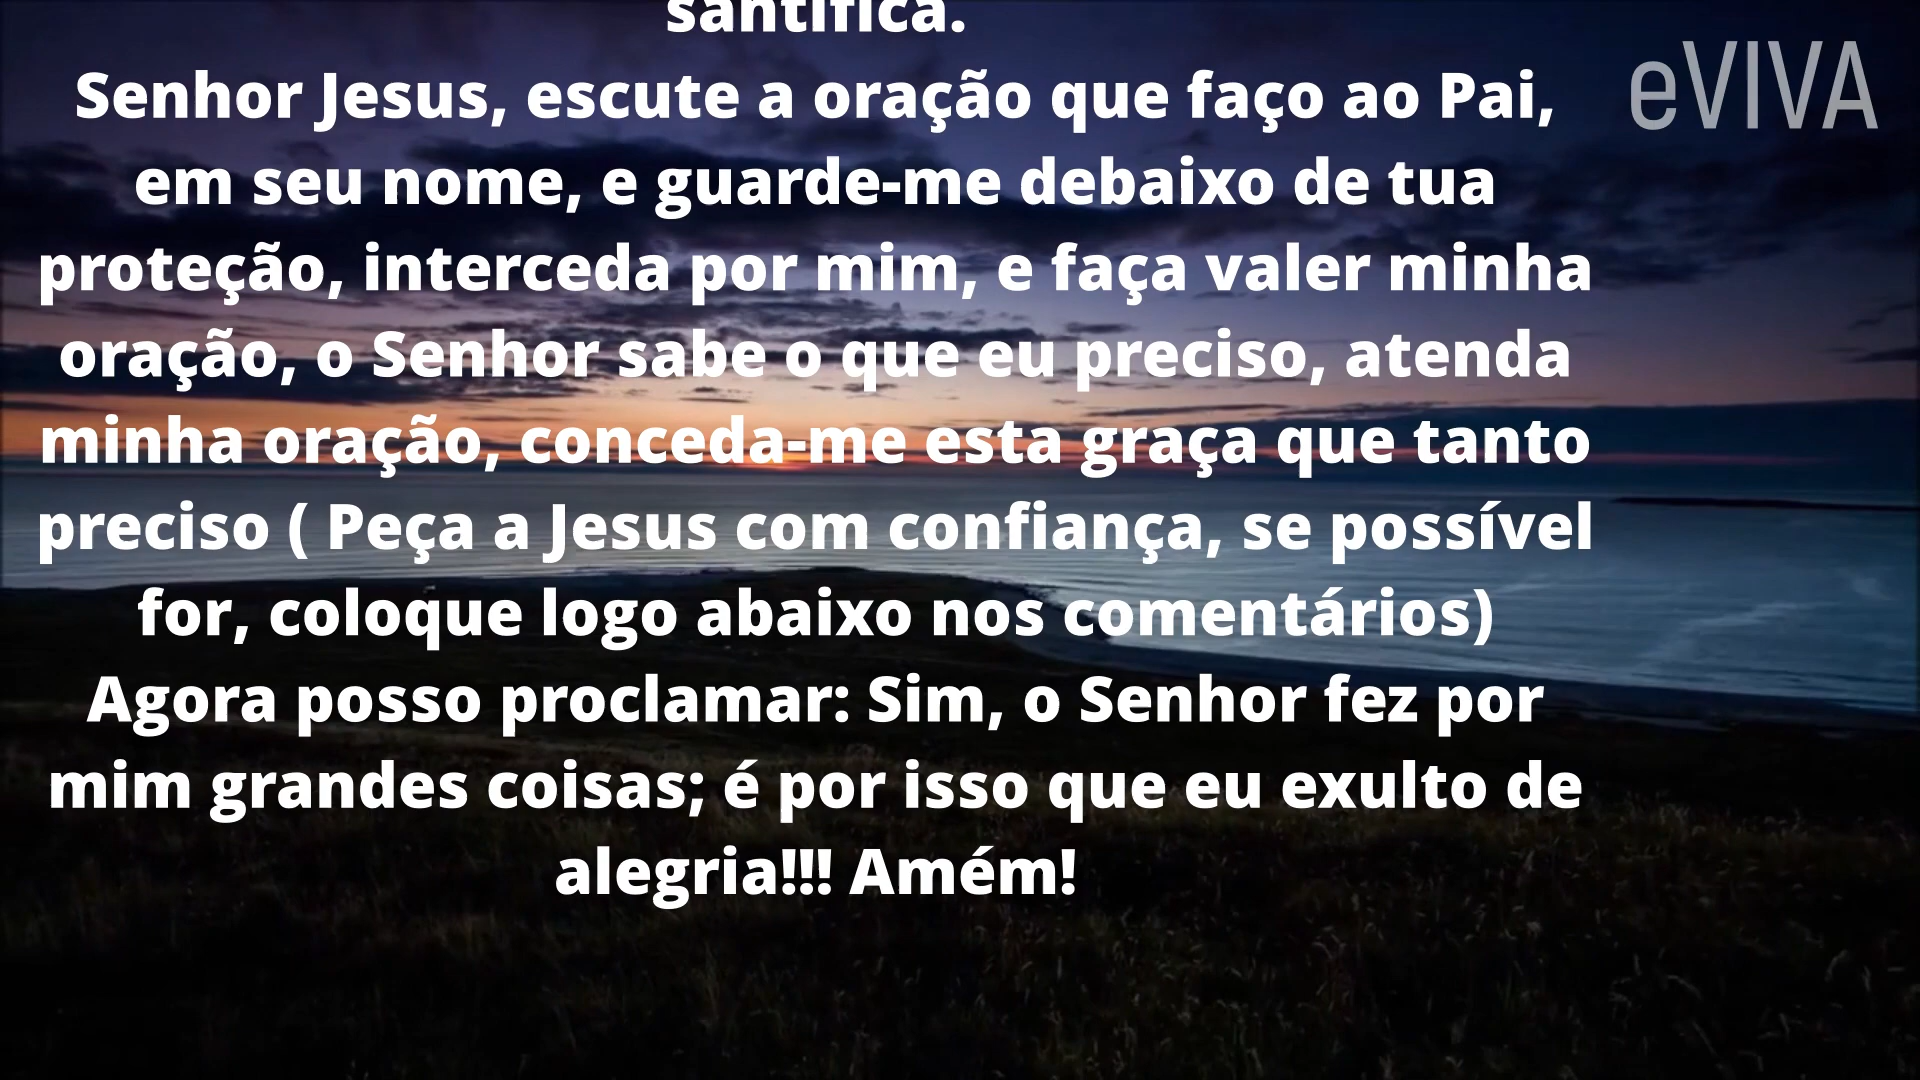 santifica.
Senhor Jesus, escute a oração que faço ao Pai,
em seu nome, e guarde-me debaixo de tua
proteção, interceda por mim, e faça valer minha
oração, o Senhor sabe o que eu preciso, atenda
minha oração, conceda-me esta graça que tanto
preciso ( Peça a Jesus com confiança, se possível
for, coloque logo abaixo nos comentários)
Agora posso proclamar: Sim, o Senhor fez por
mim grandes coisas; é por isso que eu exulto de
alegria!!! Amém!
eVIVA